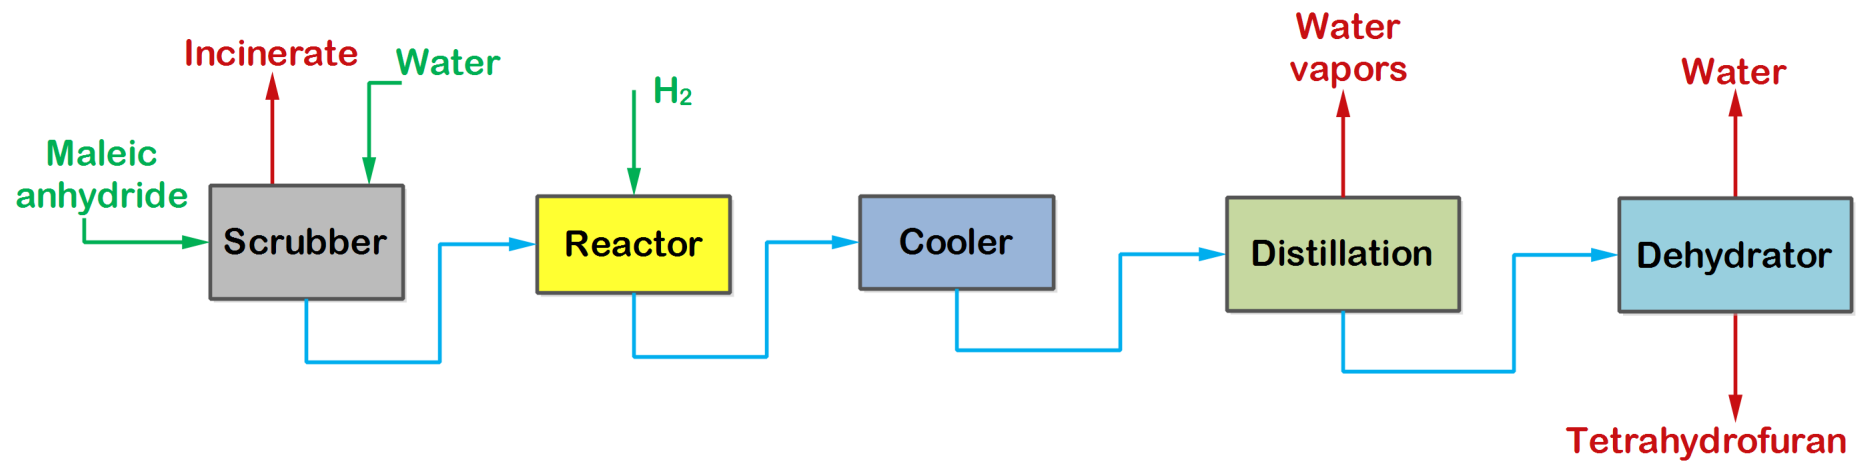 Incinerate
Water
Maleic
anhydride
Scrubber
H₂
Reactor
Cooler
Water
vapors
Distillation
Water
Dehydrator
Tetrahydrofuran